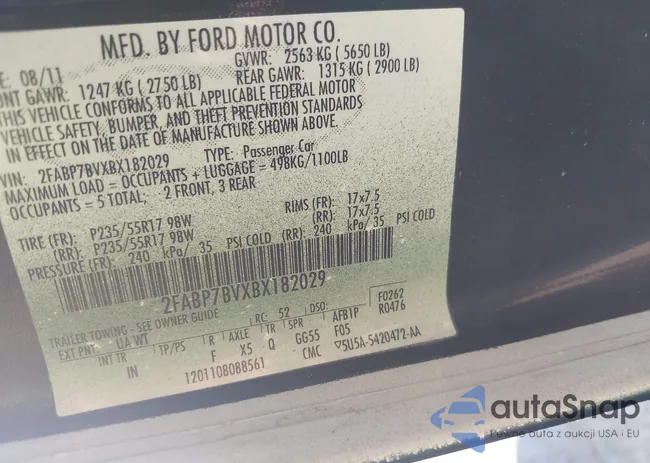 MFD. BY FORD MOTOR CO.
E: 08/11
GVWR: 2563 KG ( 5650 LB)
ONT GAWR: 1247 KG ( 2750 LB)
REAR GAWR: 1315 KG ( 2900 LB)
THIS VEHICLE CONFORMS TO ALL APPLICABLE FEDERAL MOTOR
VEHICLE SAFETY, BUMPER, AND THEFT PREVENTION STANDARDS
IN EFFECT ON THE DATE OF MANUFACTURE SHOWN ABOVE.
VIN: 2FABP7BVXBX182029
TYPE: Passenger Car
MAXIMUM LOAD = OCCUPANTS + LUGGAGE = 498KG/1100LB
OCCUPANTS = 5 TOTAL, 2 FRONT, 3 REAR
TIRE (FR): P235/55R17 98W
RIMS (FR): 17x7.5
(RR): P235/55R17 98W
(RR): 17x7.5
PRESSURE (FR): 240 kPa/ 35 PSI COLD (RR): 240 kPa/ 35 PSI COLD
2FABP7BVXBX182029
TRAILER TOWING - SEE OWNER GUIDE
RC: 52
DSO:
F0262
R0476
EXT PNT: UA WT
INT TR
TP/PS
R
AXLE
TR
SPR
AFB1P
IN
F
X5
Q
GG55
F05
1201108088561
CMC
5U5A-5420472-AA
autoSnap
Pewne auta z aukcji USA i EU